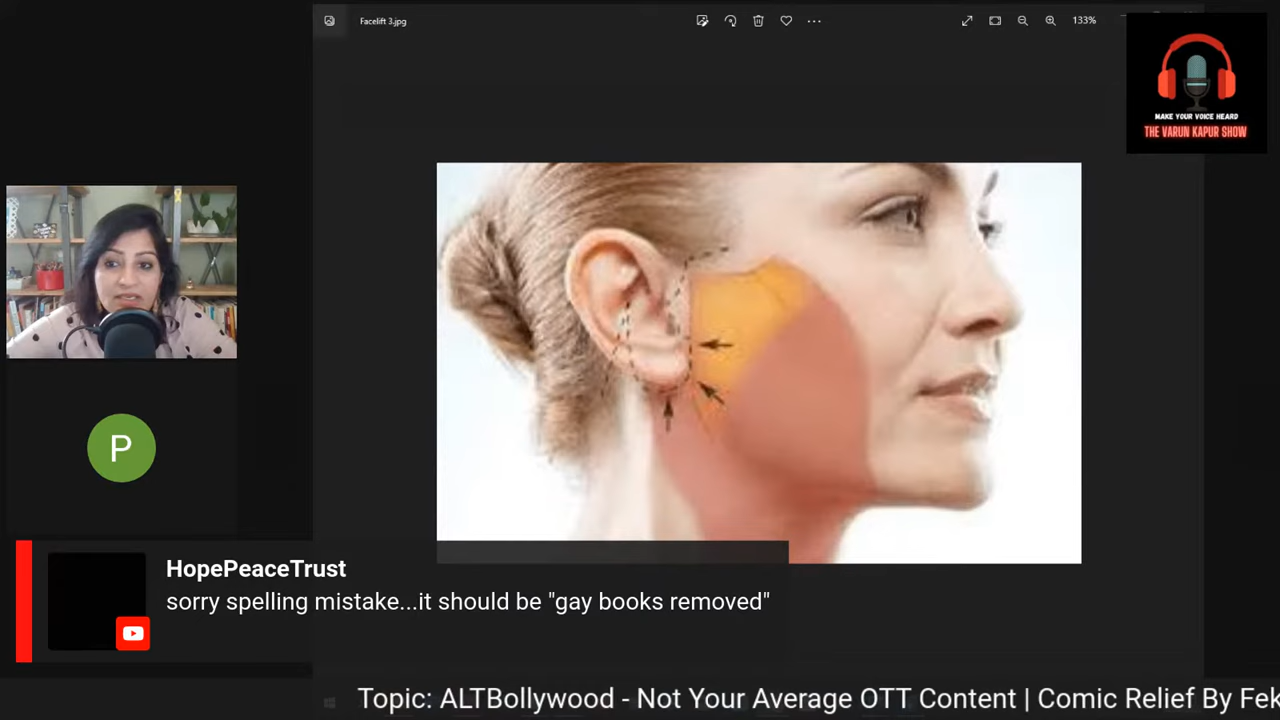 Facelift 3.jpg
133%
MAKE YOUR VOICE HEARD
THE VARUN KAPUR SHOW
P
HopePeaceTrust
sorry spelling mistake...it should be "gay books removed"
Topic: ALTBollywood - Not Your Average OTT Content | Comic Relief By Fek